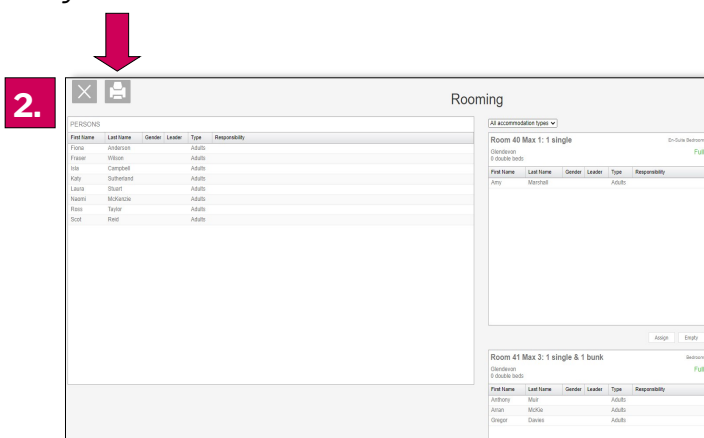 2.
Rooming
PERSONS
First Name Last Name Gender Leader Type Responsibility
Fiona Anderson Adults
Fraser Wilson Adults
Isla Campbell Adults
Katy Sutherland Adults
Laura Stuart Adults
Naomi McKenzie Adults
Ross Taylor Adults
Scot Reid Adults
All accommodation types
Room 40 Max 1: 1 single En-Suite Bedroom
Glendevon Full
0 double beds
First Name Last Name Gender Leader Type Responsibility
Amy Marshall Adults
Assign Empty
Room 41 Max 3: 1 single & 1 bunk Bedroom
Glendevon Full
0 double beds
First Name Last Name Gender Leader Type Responsibility
Anthony Muir Adults
Arran McKie Adults
Gregor Davies Adults